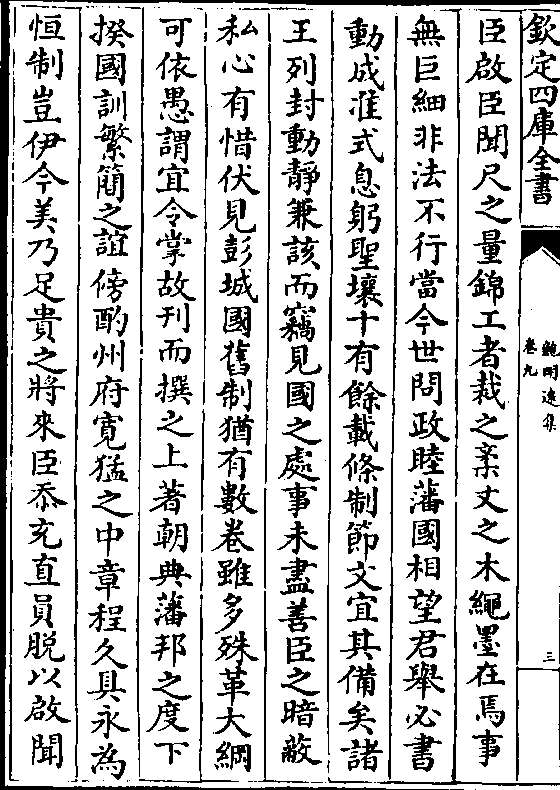 欽定四庫全書
鮑明遠集
卷九
三
臣啟臣聞尺之量錦工者裁之寀丈之木繩墨在焉事
無巨細非法不行當今世問政睦藩國相望君舉必書
動成准式息躬聖壤十有餘載條制節文宜其備矣諸
王列封動靜兼該而竊見國之處事未盡善臣之暗蔽
私心有惜伏見彭城國舊制猶有數卷雖多殊革大綱
可依愚謂宜令掌故刋而撰之上著朝典藩邦之度下
揆國訓繁簡之誼傍酌州府寛猛之中章程久具永為
恒制豈伊今美乃足貴之將來臣忝充直員脱以啟聞